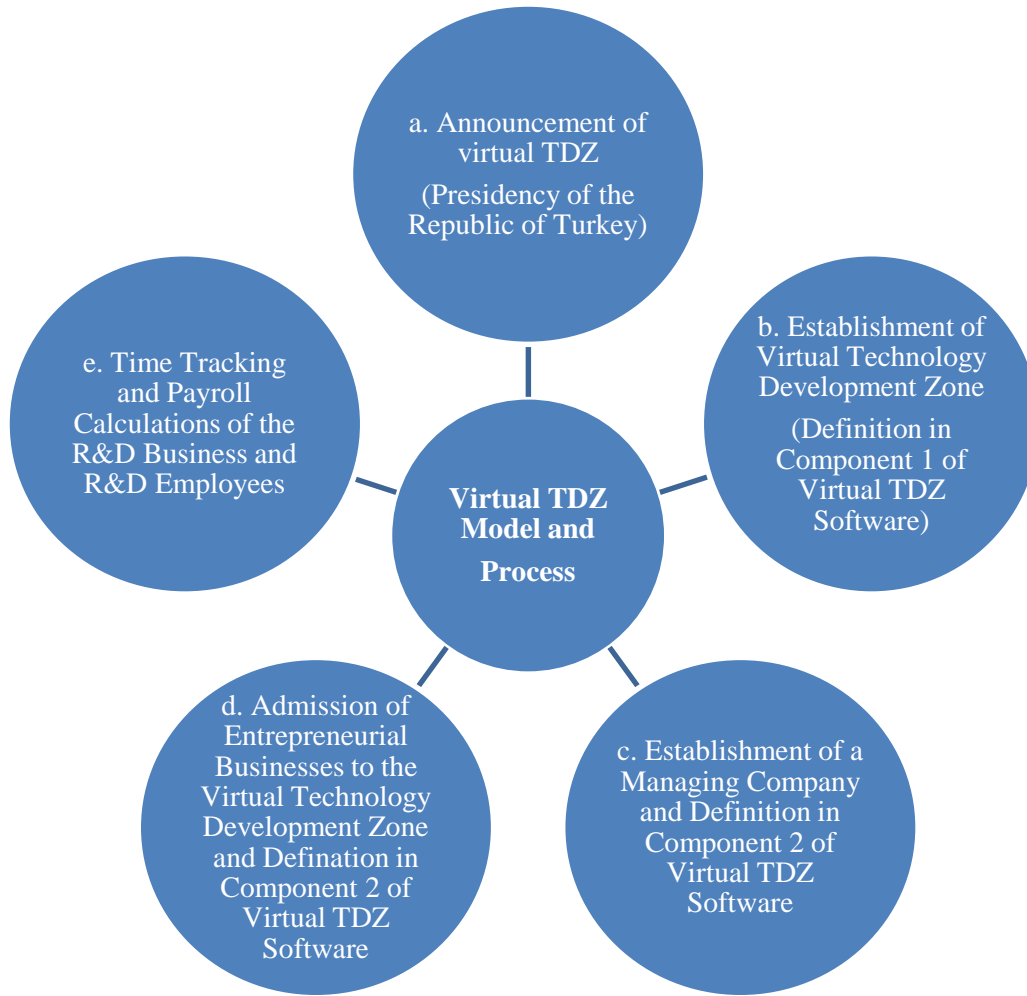 a. Announcement of
virtual TDZ
(Presidency of the
Republic of Turkey)
b. Establishment of
Virtual Technology
Development Zone
(Definition in
Component 1 of
Virtual TDZ
Software)
c. Establishment of a
Managing Company
and Definition in
Component 2 of
Virtual TDZ
Software
d. Admission of
Entrepreneurial
Businesses to the
Virtual Technology
Development Zone
and Defination in
Component 2 of
Virtual TDZ
Software
e. Time Tracking
and Payroll
Calculations of the
R&D Business and
R&D Employees
Virtual TDZ
Model and
Process